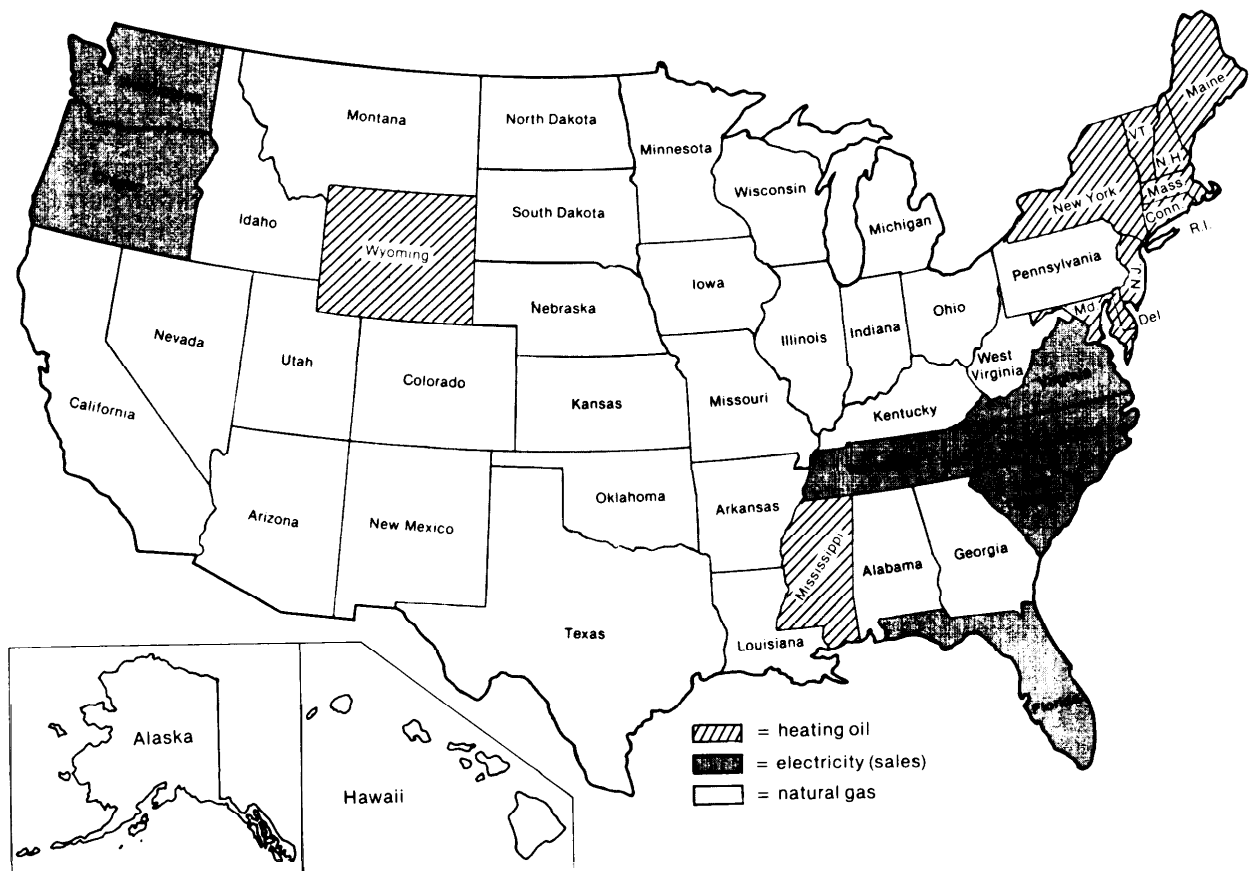 Maine
VT.
N.H.
Montana
North Dakota
Minnesota
Mass.
New York
Conn.
Wisconsin
South Dakota
Idaho
Michigan
R.I.
Wyoming
Pennsylvania
N.J.
Iowa
Nebraska
Ohio
Md
Del
Nevada
Illinois
Indiana
Utah
West
Virginia
Virginia
Colorado
California
Kansas
Missouri
Kentucky
Oklahoma
Arkansas
Arizona
New Mexico
Mississippi
Georgia
Alabama
Texas
Louisiana
Florida
Alaska
Hawaii
= heating oil
= electricity (sales)
= natural gas